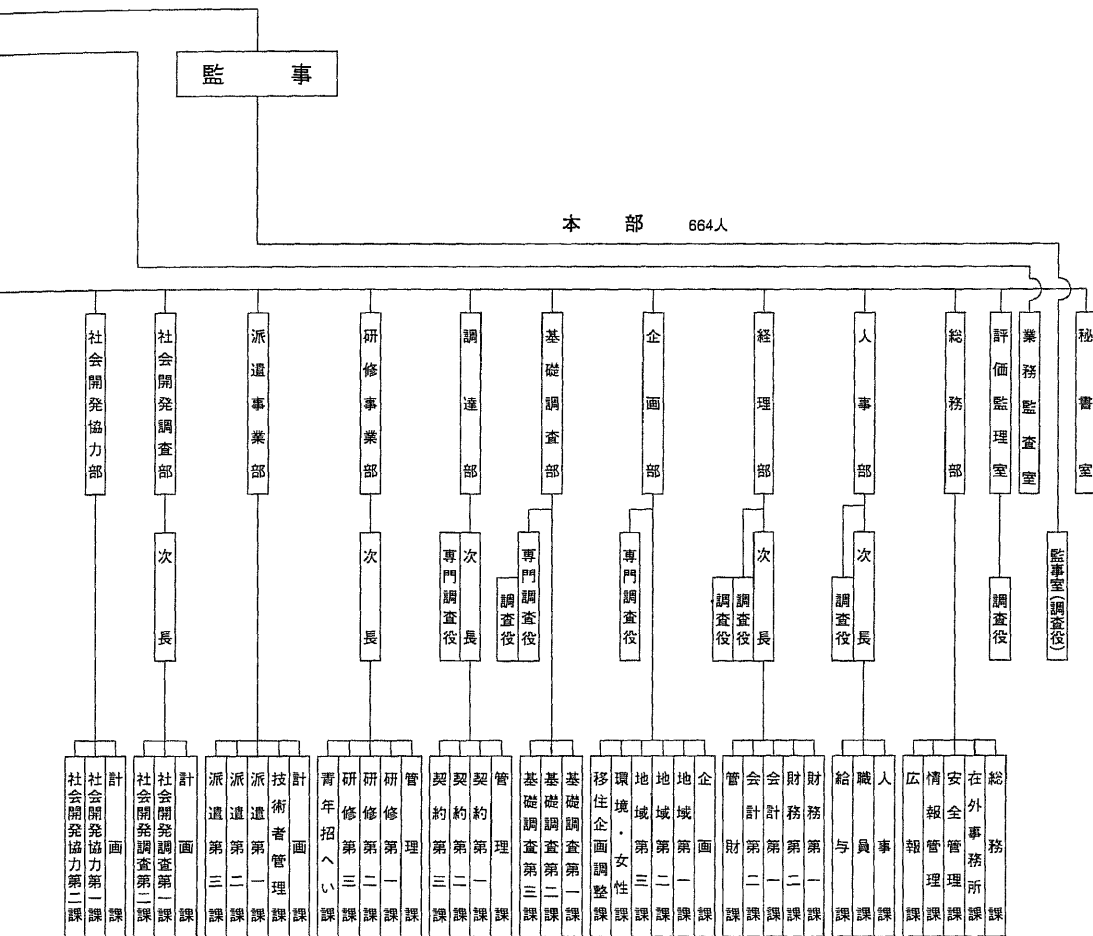 監事
本部 664人
秘書室
業務監査室
評価監理室
総務部
人事部
経理部
企画部
基礎調査部
調達部
研修事業部
派遣事業部
社会開発調査部
社会開発協力部
監事室(調査役)
調査役
次長
調査役
次長
調査役
調査役
専門調査役
専門調査役
調査役
次長
専門調査役
次長
次長
総務課
在外事務所課
安全管理課
情報管理課
広報課
人事課
職員課
給与課
財務第一課
財務第二課
会計第一課
会計第二課
管財課
企画課
地域第一課
地域第二課
地域第三課
環境・女性課
移住企画調整課
基礎調査第一課
基礎調査第二課
基礎調査第三課
管理課
契約第一課
契約第二課
契約第三課
管理課
研修第一課
研修第二課
研修第三課
青年招へい課
計画課
技術者管理課
派遣第一課
派遣第二課
派遣第三課
計画課
社会開発調査第一課
社会開発調査第二課
計画課
社会開発協力第一課
社会開発協力第二課